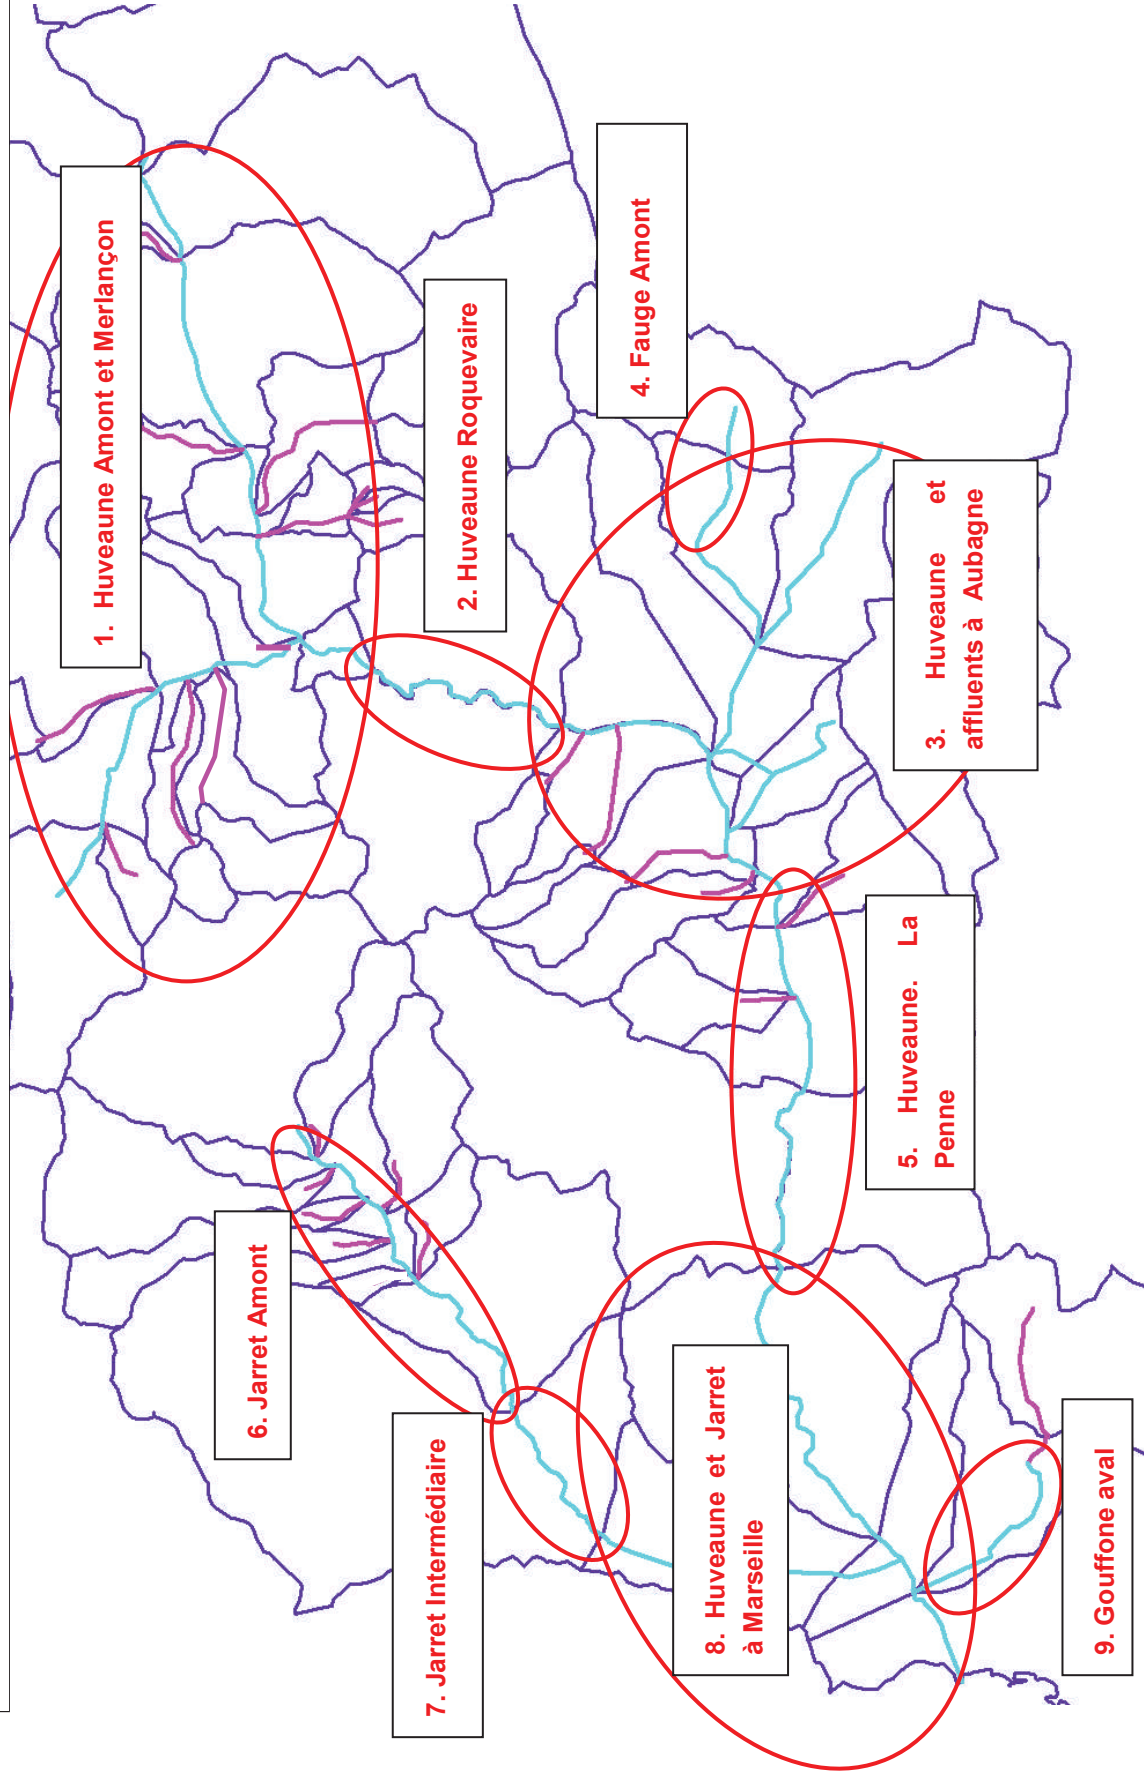 1. Huveaune Amont et Merlançon
2. Huveaune Roquevaire
3. Huveaune et
affluents à Aubagne
4. Fauge Amont
5. Huveaune. La
Penne
6. Jarret Amont
7. Jarret Intermédiaire
8. Huveaune et Jarret
à Marseille
9. Gouffone aval